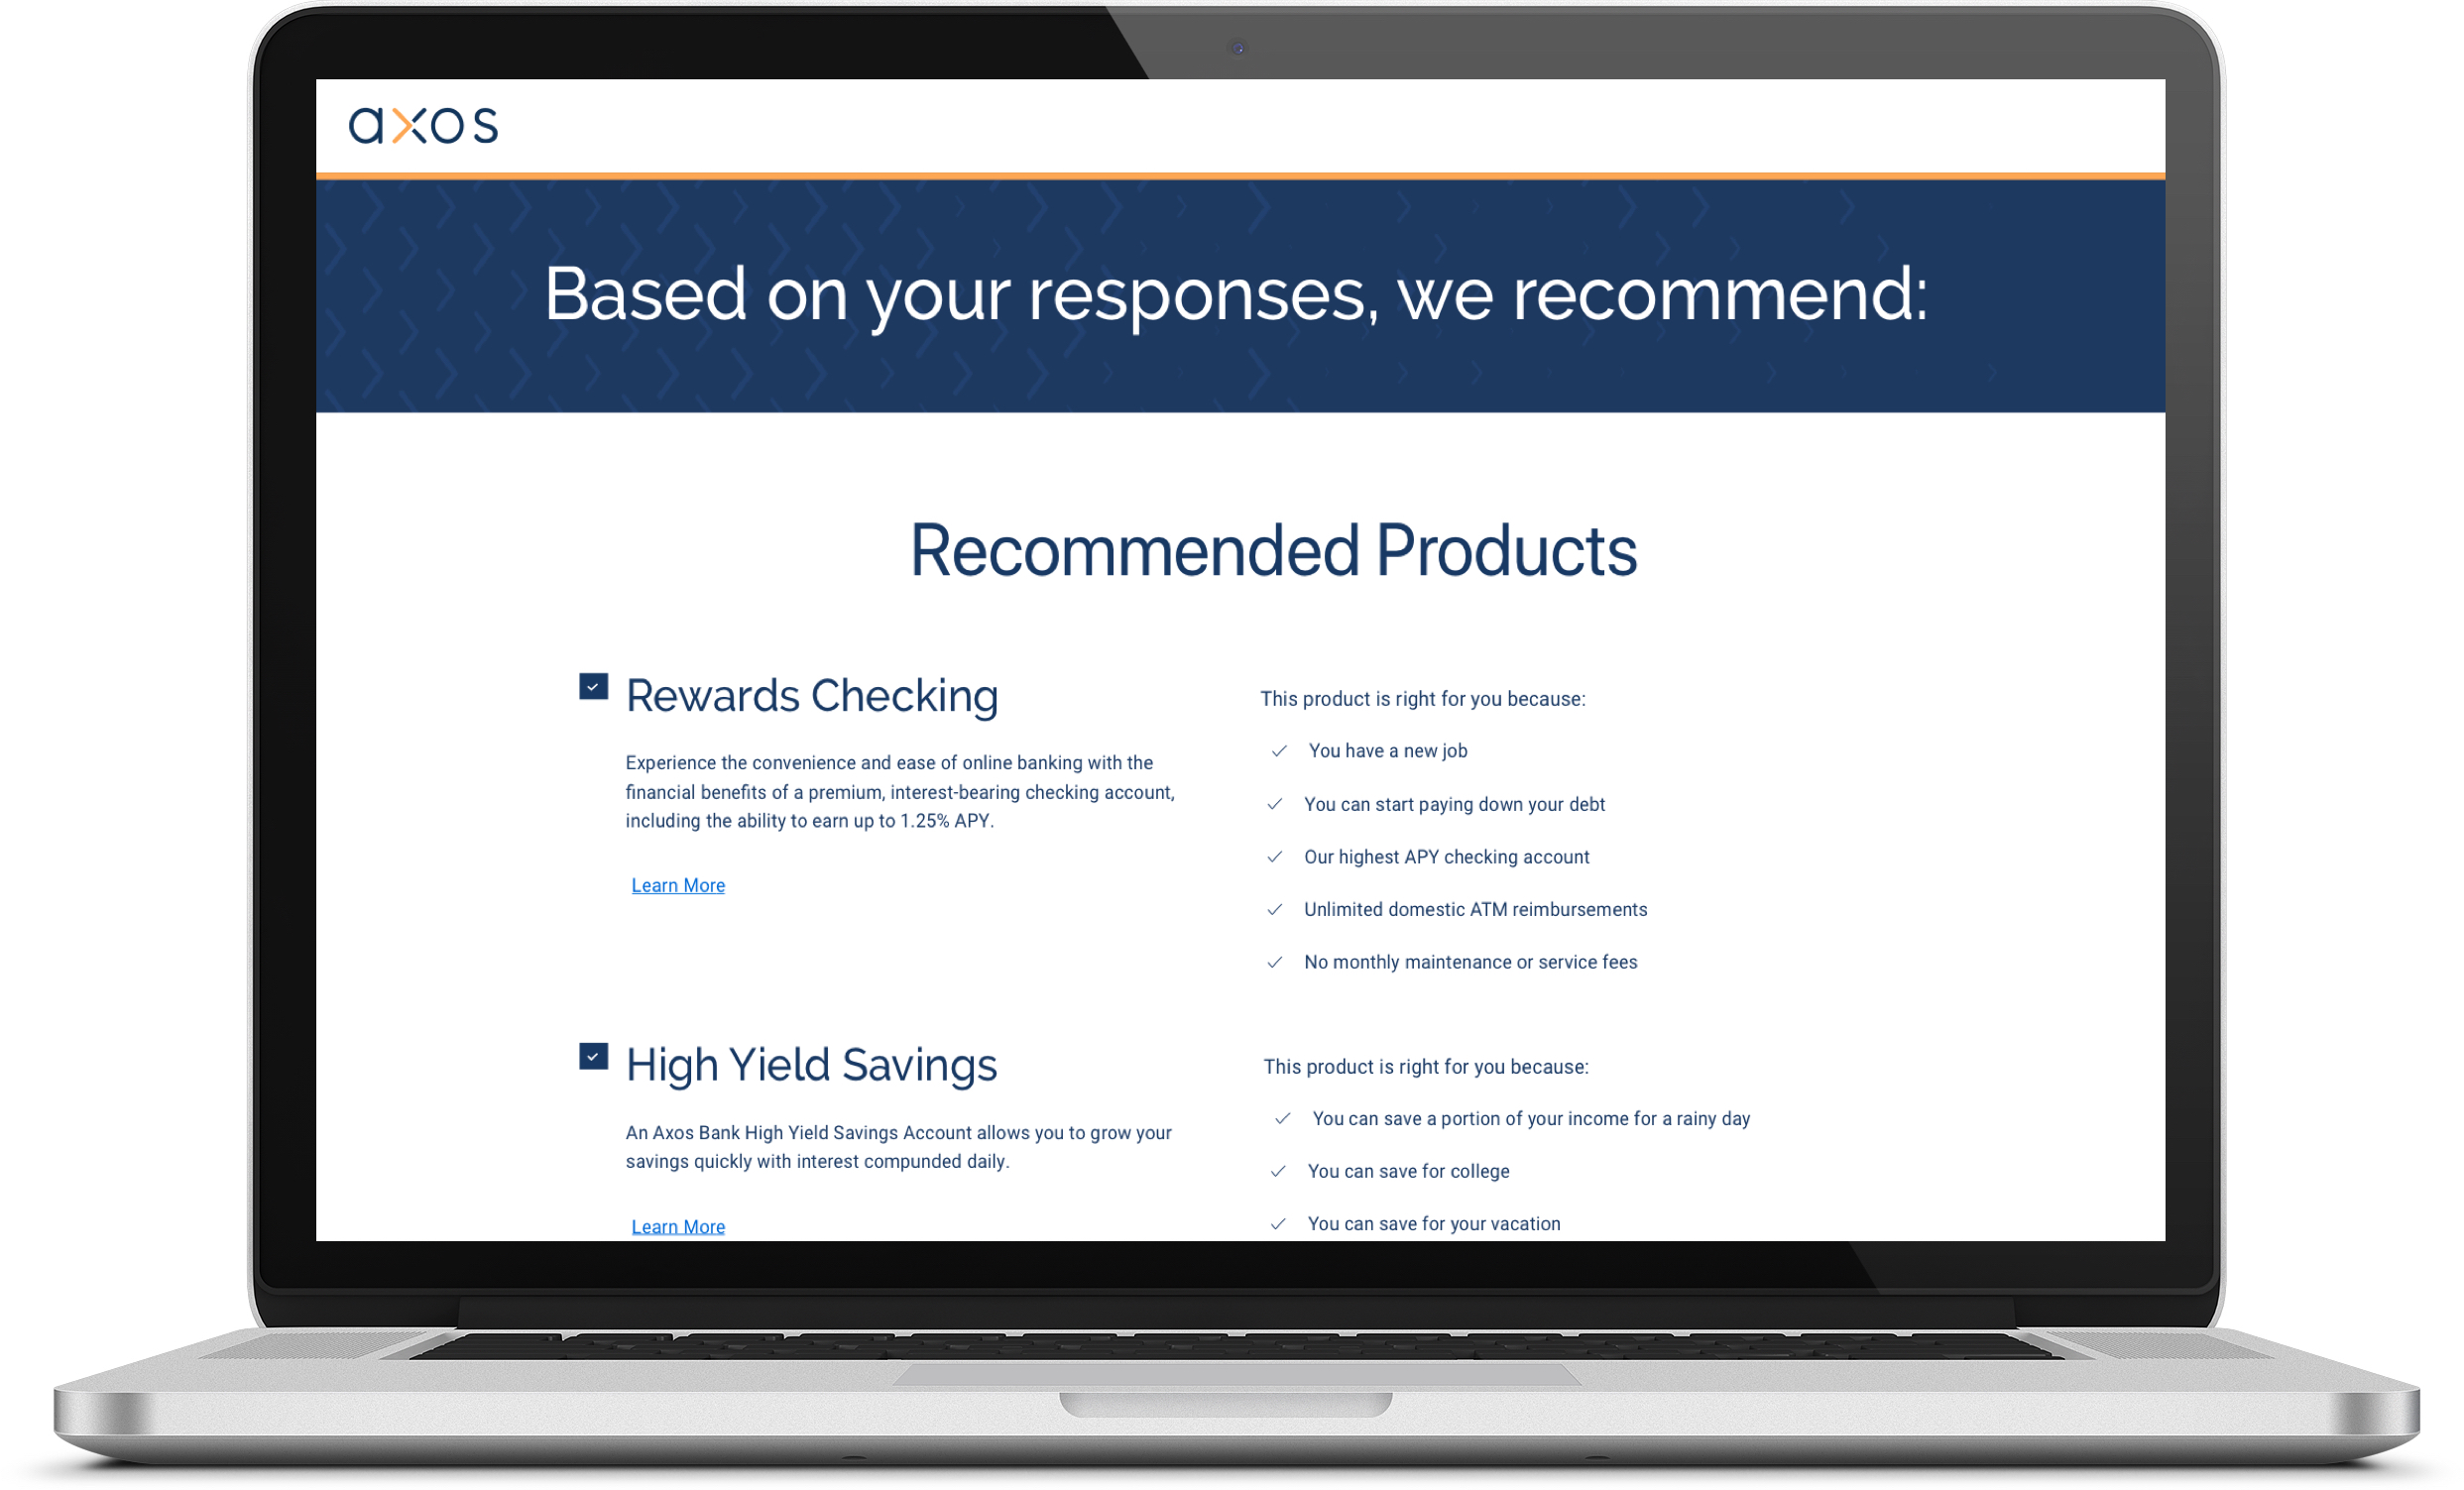 axos
Based on your responses, we recommend:
Recommended Products
Rewards Checking
Experience the convenience and ease of online banking with the
financial benefits of a premium, interest-bearing checking account,
including the ability to earn up to 1.25% APY.
Learn More
This product is right for you because:
You have a new job
You can start paying down your debt
Our highest APY checking account
Unlimited domestic ATM reimbursements
No monthly maintenance or service fees
High Yield Savings
An Axos Bank High Yield Savings Account allows you to grow your
savings quickly with interest compunded daily.
Learn More
This product is right for you because:
You can save a portion of your income for a rainy day
You can save for college
You can save for your vacation